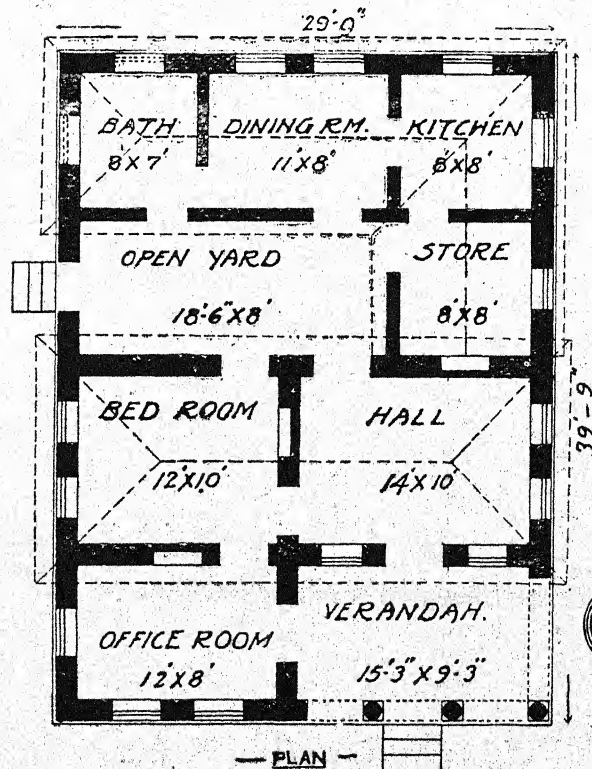 29'-0"
BATH
8'X7'
DINING RM.
11'X8'
KITCHEN
8'X8'
OPEN YARD
18'-6"X8'
STORE
8'X8'
39'-9"
BED ROOM
12'X10'
HALL
14'X10'
OFFICE ROOM
12'X8'
VERANDAH.
15'-3"X9'-3"
— PLAN —